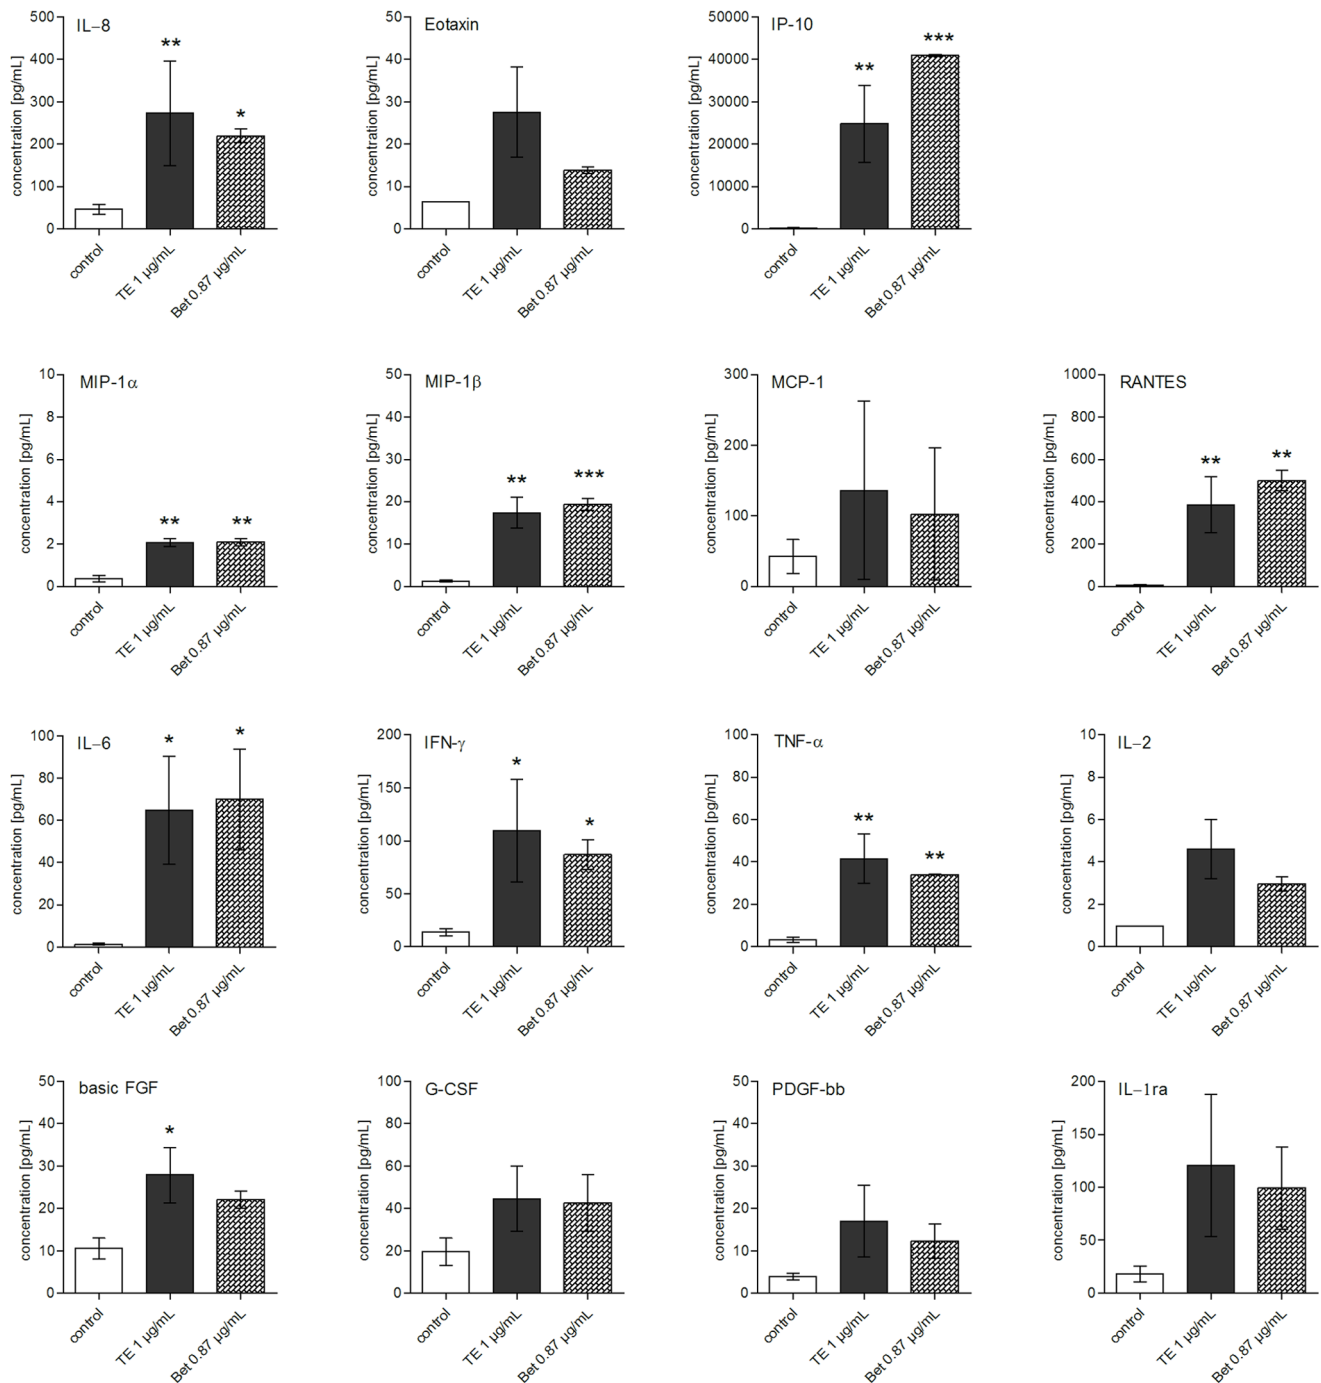 IL–8
concentration [pg/mL]
500
400
300
200
100
0
**
*
control
TE 1 µg/mL
Bet 0.87 µg/mL
Eotaxin
concentration [pg/mL]
50
40
30
20
10
0
control
TE 1 µg/mL
Bet 0.87 µg/mL
IP-10
concentration [pg/mL]
50000
40000
30000
20000
10000
0
**
***
control
TE 1 µg/mL
Bet 0.87 µg/mL
MIP-1α
concentration [pg/mL]
10
8
6
4
2
0
**
**
control
TE 1 µg/mL
Bet 0.87 µg/mL
MIP-1β
concentration [pg/mL]
50
40
30
20
10
0
**
***
control
TE 1 µg/mL
Bet 0.87 µg/mL
MCP-1
concentration [pg/mL]
300
200
100
0
control
TE 1 µg/mL
Bet 0.87 µg/mL
RANTES
concentration [pg/mL]
1000
800
600
400
200
0
**
**
control
TE 1 µg/mL
Bet 0.87 µg/mL
IL–6
concentration [pg/mL]
100
80
60
40
20
0
*
*
control
TE 1 µg/mL
Bet 0.87 µg/mL
IFN-γ
concentration [pg/mL]
200
150
100
50
0
*
*
control
TE 1 µg/mL
Bet 0.87 µg/mL
TNF-α
concentration [pg/mL]
100
80
60
40
20
0
**
**
control
TE 1 µg/mL
Bet 0.87 µg/mL
IL–2
concentration [pg/mL]
10
8
6
4
2
0
control
TE 1 µg/mL
Bet 0.87 µg/mL
basic FGF
concentration [pg/mL]
50
40
30
20
10
0
*
control
TE 1 µg/mL
Bet 0.87 µg/mL
G-CSF
concentration [pg/mL]
100
80
60
40
20
0
control
TE 1 µg/mL
Bet 0.87 µg/mL
PDGF-bb
concentration [pg/mL]
50
40
30
20
10
0
control
TE 1 µg/mL
Bet 0.87 µg/mL
IL–1ra
concentration [pg/mL]
200
150
100
50
0
control
TE 1 µg/mL
Bet 0.87 µg/mL